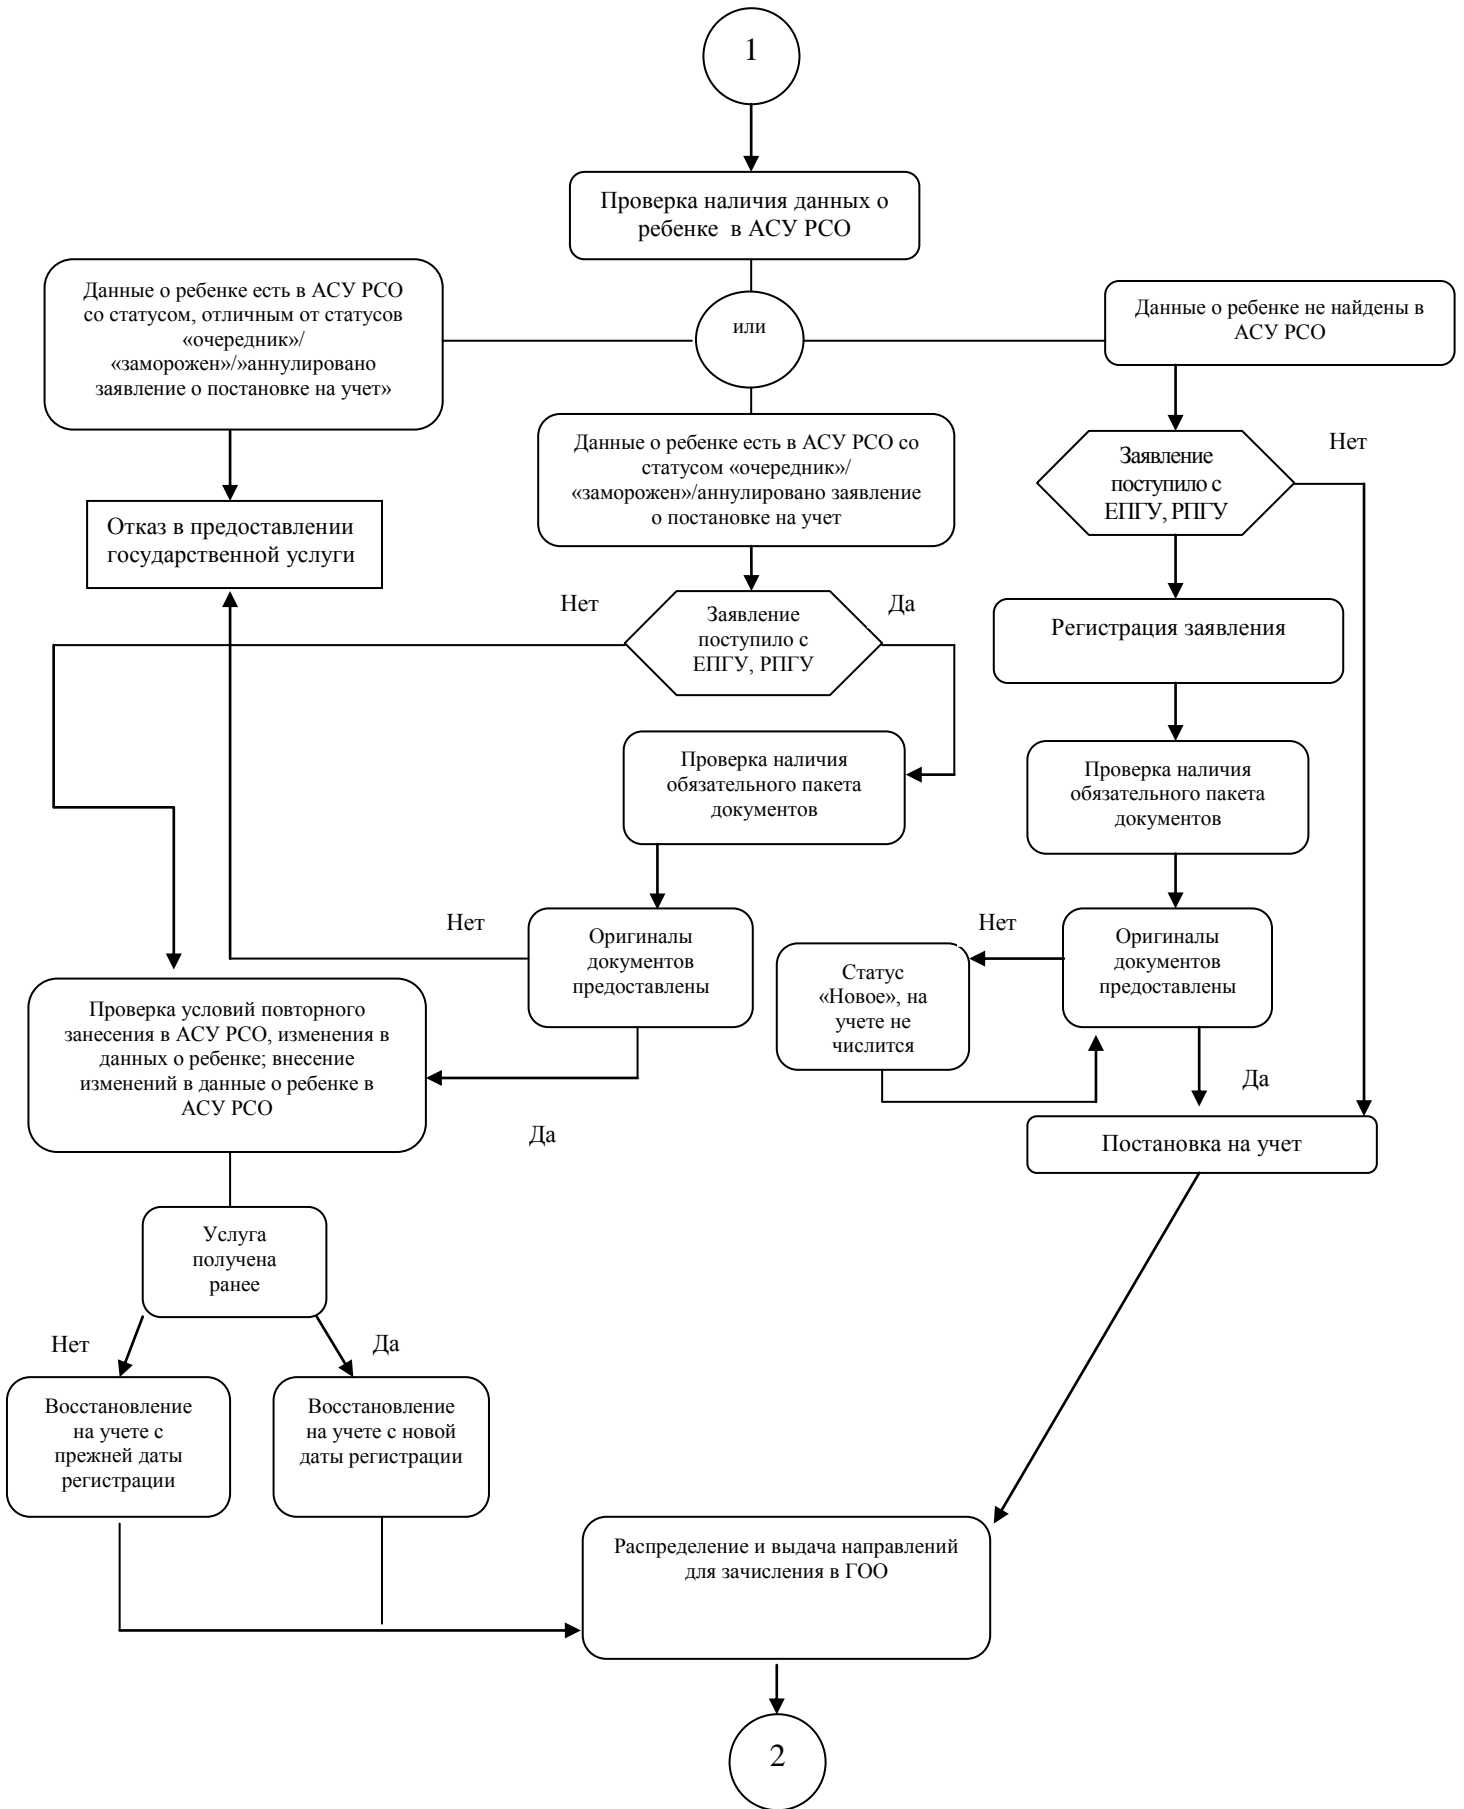 1
Проверка наличия данных о
ребенке в АСУ РСО
Данные о ребенке есть в АСУ РСО
со статусом, отличным от статусов
«очередник»/
«заморожен»/»аннулировано
заявление о постановке на учет»
или
Данные о ребенке не найдены в
АСУ РСО
Данные о ребенке есть в АСУ РСО со
статусом «очередник»/
«заморожен»/аннулировано заявление
о постановке на учет
Заявление
поступило с
ЕПГУ, РПГУ
Нет
Отказ в предоставлении
государственной услуги
Нет
Заявление
поступило с
ЕПГУ, РПГУ
Да
Регистрация заявления
Проверка наличия
обязательного пакета
документов
Проверка наличия
обязательного пакета
документов
Нет
Оригиналы
документов
предоставлены
Нет
Статус
«Новое», на
учете не
числится
Оригиналы
документов
предоставлены
Проверка условий повторного
занесения в АСУ РСО, изменения в
данных о ребенке; внесение
изменений в данные о ребенке в
АСУ РСО
Да
Да
Постановка на учет
Услуга
получена
ранее
Нет
Да
Восстановление
на учете с
прежней даты
регистрации
Восстановление
на учете с новой
даты регистрации
Распределение и выдача направлений
для зачисления в ГОО
2